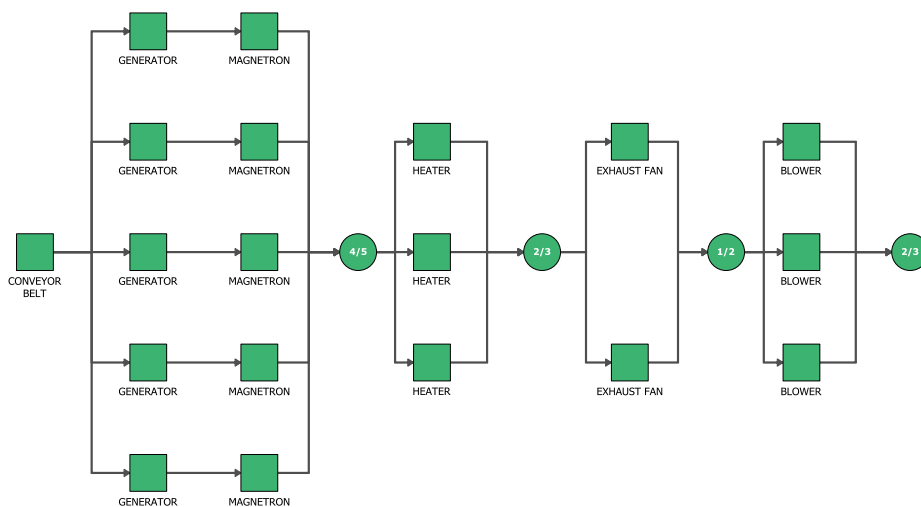 GENERATOR
MAGNETRON
GENERATOR
MAGNETRON
HEATER
EXHAUST FAN
BLOWER
CONVEYOR
BELT
GENERATOR
MAGNETRON
4/5
HEATER
2/3
1/2
BLOWER
2/3
GENERATOR
MAGNETRON
HEATER
EXHAUST FAN
BLOWER
GENERATOR
MAGNETRON